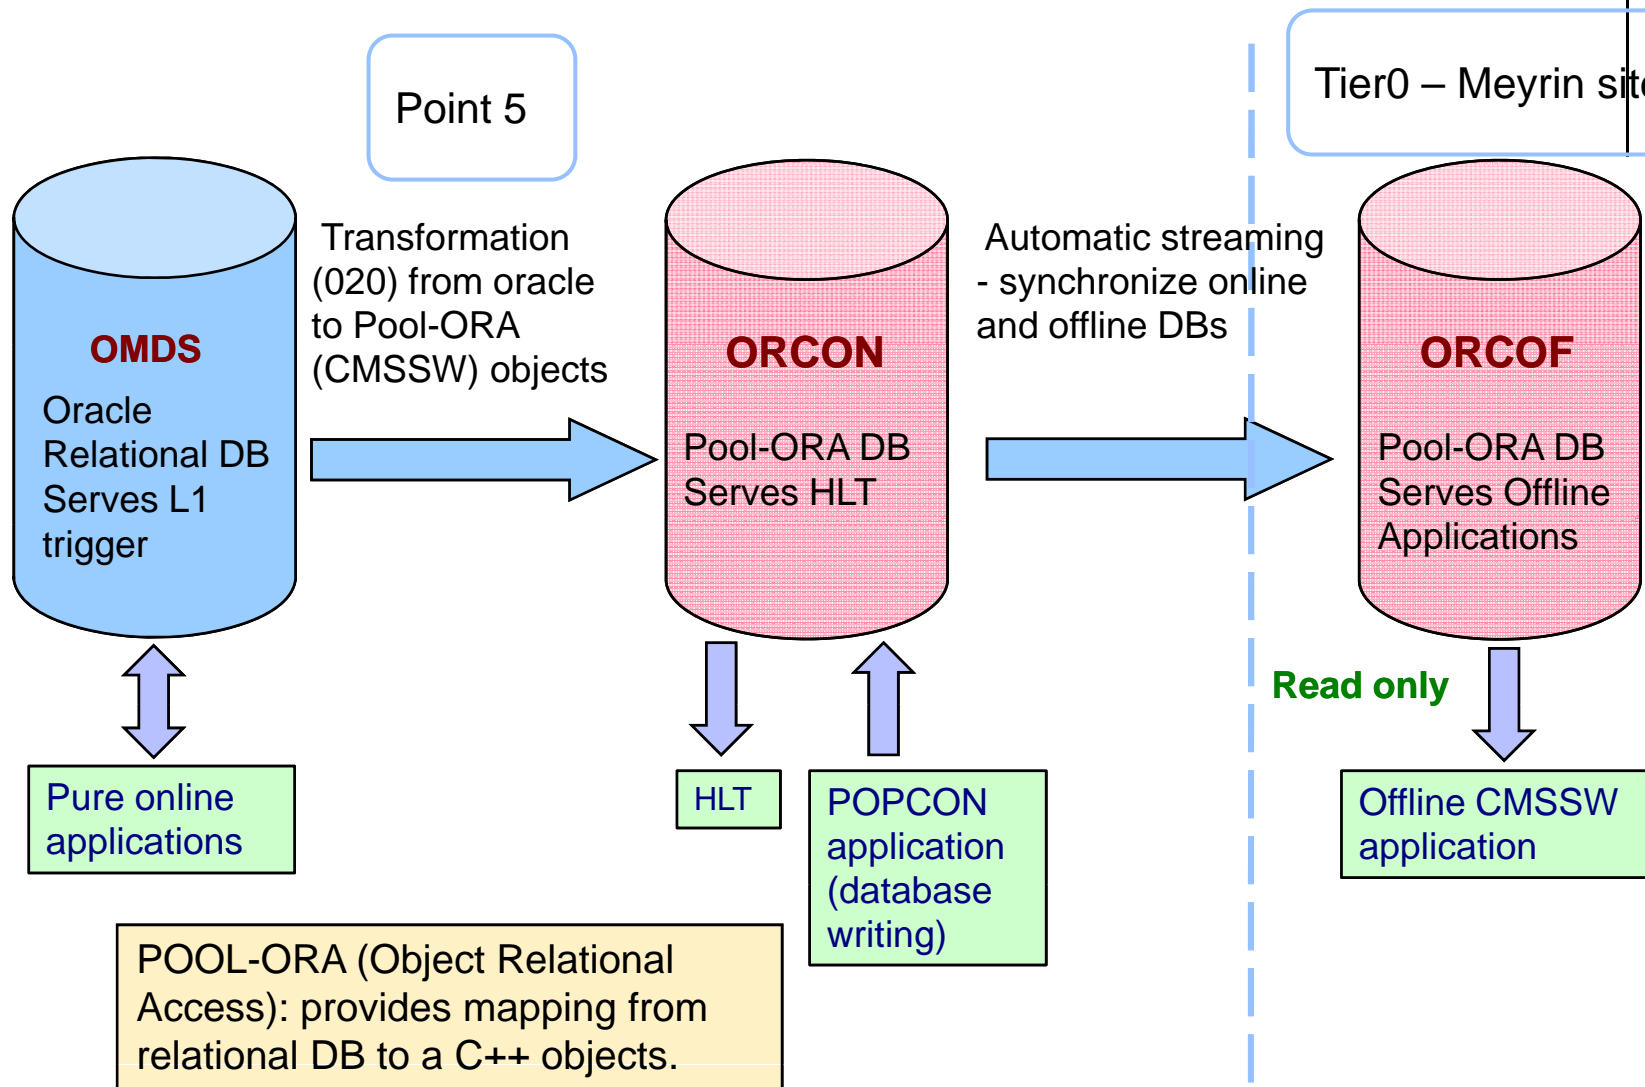 Point 5
Tier0 – Meyrin site
Transformation
(020) from oracle
to Pool-ORA
(CMSSW) objects
Automatic streaming
- synchronize online
and offline DBs
OMDS
Oracle
Relational DB
Serves L1
trigger
ORCON
Pool-ORA DB
Serves HLT
ORCOF
Pool-ORA DB
Serves Offline
Applications
Read only
Pure online
applications
HLT
POPCON
application
(database
writing)
Offline CMSSW
application
POOL-ORA (Object Relational
Access): provides mapping from
relational DB to a C++ objects.